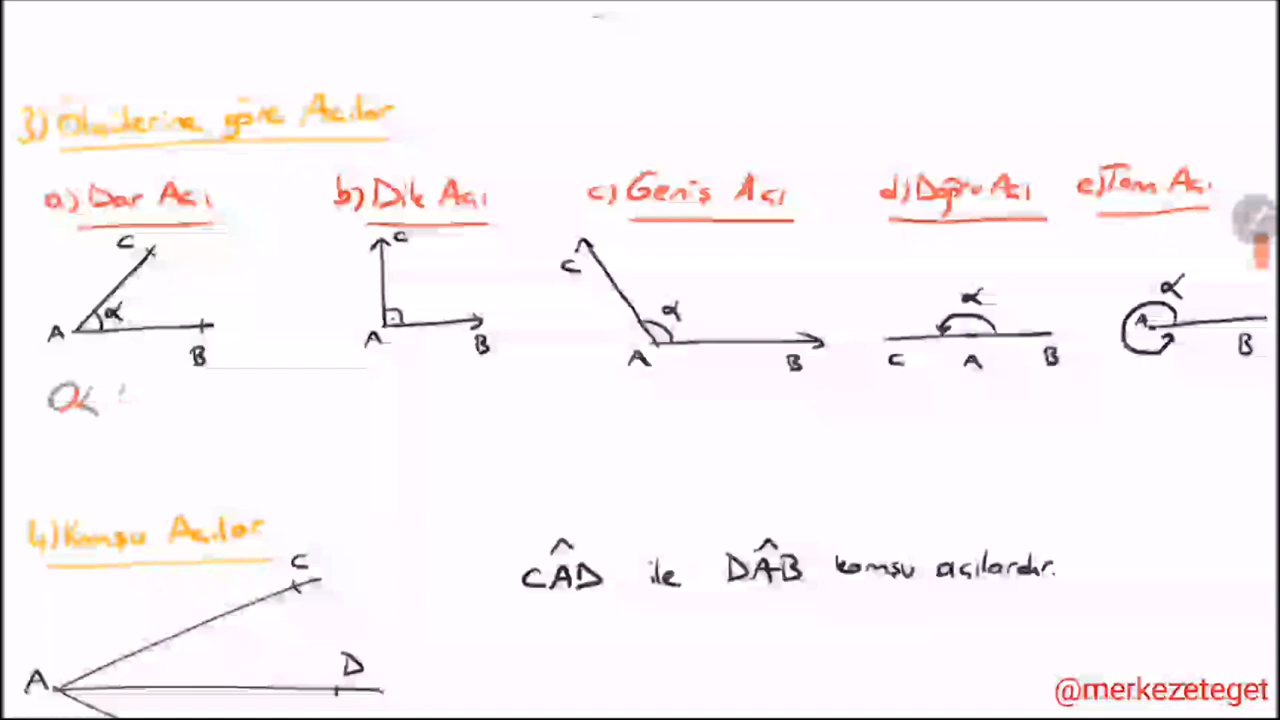 3) Ölçülerine göre Açılar
a) Dar Açı b) Dik Açı c) Geniş Açı d) Doğru Açı e) Tam Açı
C C C α α
A α B A B A α B C A B A B
α
4) Komşu Açılar
C
CÂD ile DÂB komşu açılardır.
A D
@merkezeteget